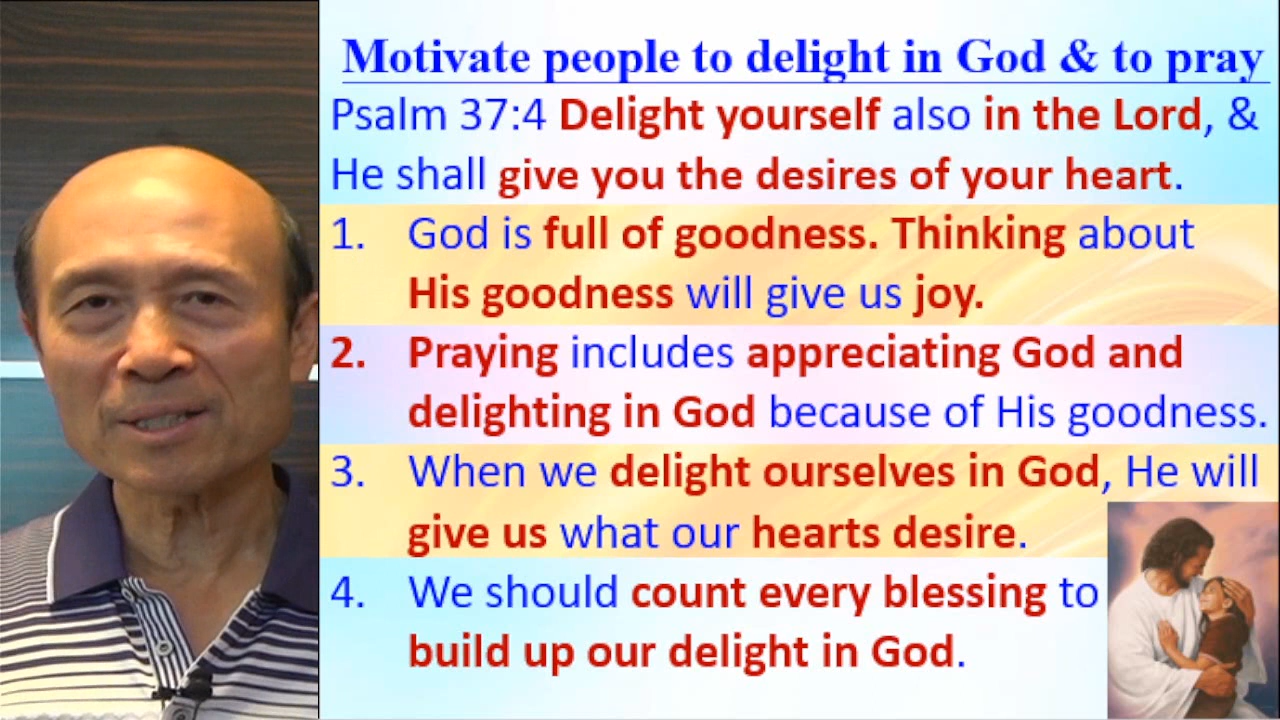 Motivate people to delight in God & to pray
Psalm 37:4 Delight yourself also in the Lord, &
He shall give you the desires of your heart.
1. God is full of goodness. Thinking about
His goodness will give us joy.
2. Praying includes appreciating God and
delighting in God because of His goodness.
3. When we delight ourselves in God, He will
give us what our hearts desire.
4. We should count every blessing to
build up our delight in God.